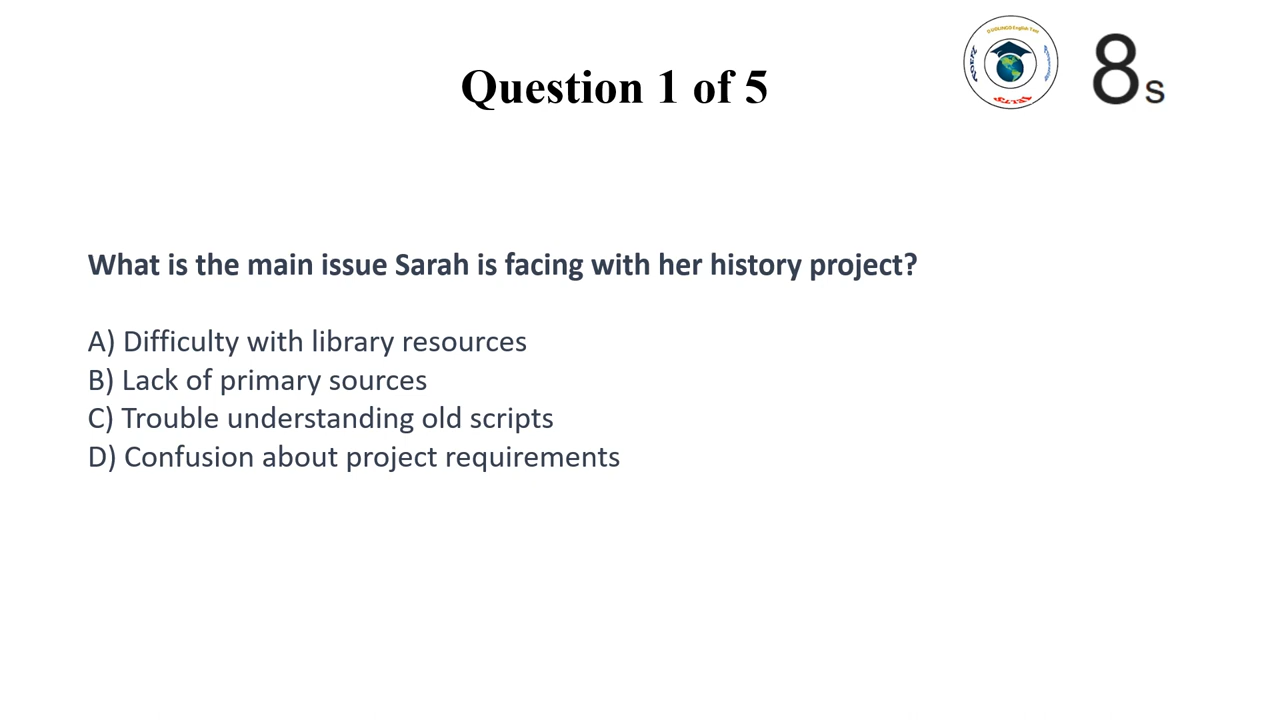 Question 1 of 5
8s
What is the main issue Sarah is facing with her history project?
A) Difficulty with library resources
B) Lack of primary sources
C) Trouble understanding old scripts
D) Confusion about project requirements